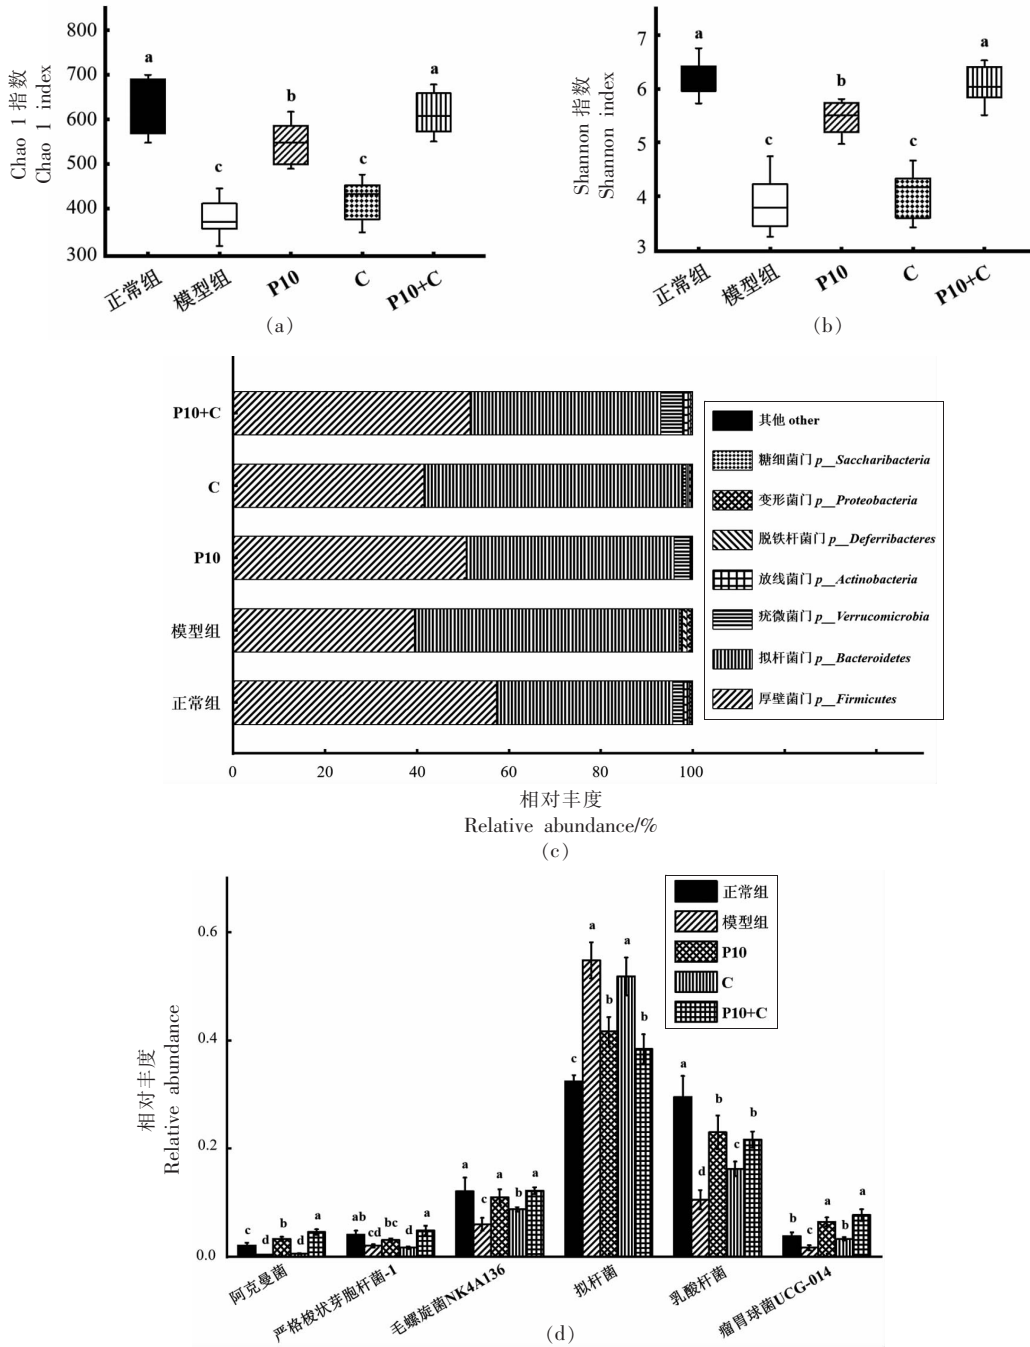 Chao 1 指数
Chao 1 index
800
700
600
500
400
300
a
c
b
c
a
正常组
模型组
P10
C
P10+C
(a)
Shannon 指数
Shannon index
7
6
5
4
3
a
c
b
c
a
正常组
模型组
P10
C
P10+C
(b)
P10+C
C
P10
模型组
正常组
其他 other
糖细菌门 p__Saccharibacteria
变形菌门 p__Proteobacteria
脱铁杆菌门 p__Deferribacteres
放线菌门 p__Actinobacteria
疣微菌门 p__Verrucomicrobia
拟杆菌门 p__Bacteroidetes
厚壁菌门 p__Firmicutes
0 20 40 60 80 100
相对丰度
Relative abundance/%
(c)
正常组
模型组
P10
C
P10+C
相对丰度
Relative abundance
0.6
0.4
0.2
0.0
c d b d a
ab cd bc d a
a c a b a
c a b a b
a d b c b
b c a b a
阿克曼菌
严格梭状芽胞杆菌-1
毛螺旋菌NK4A136
拟杆菌
乳酸杆菌
瘤胃球菌UCG-014
(d)